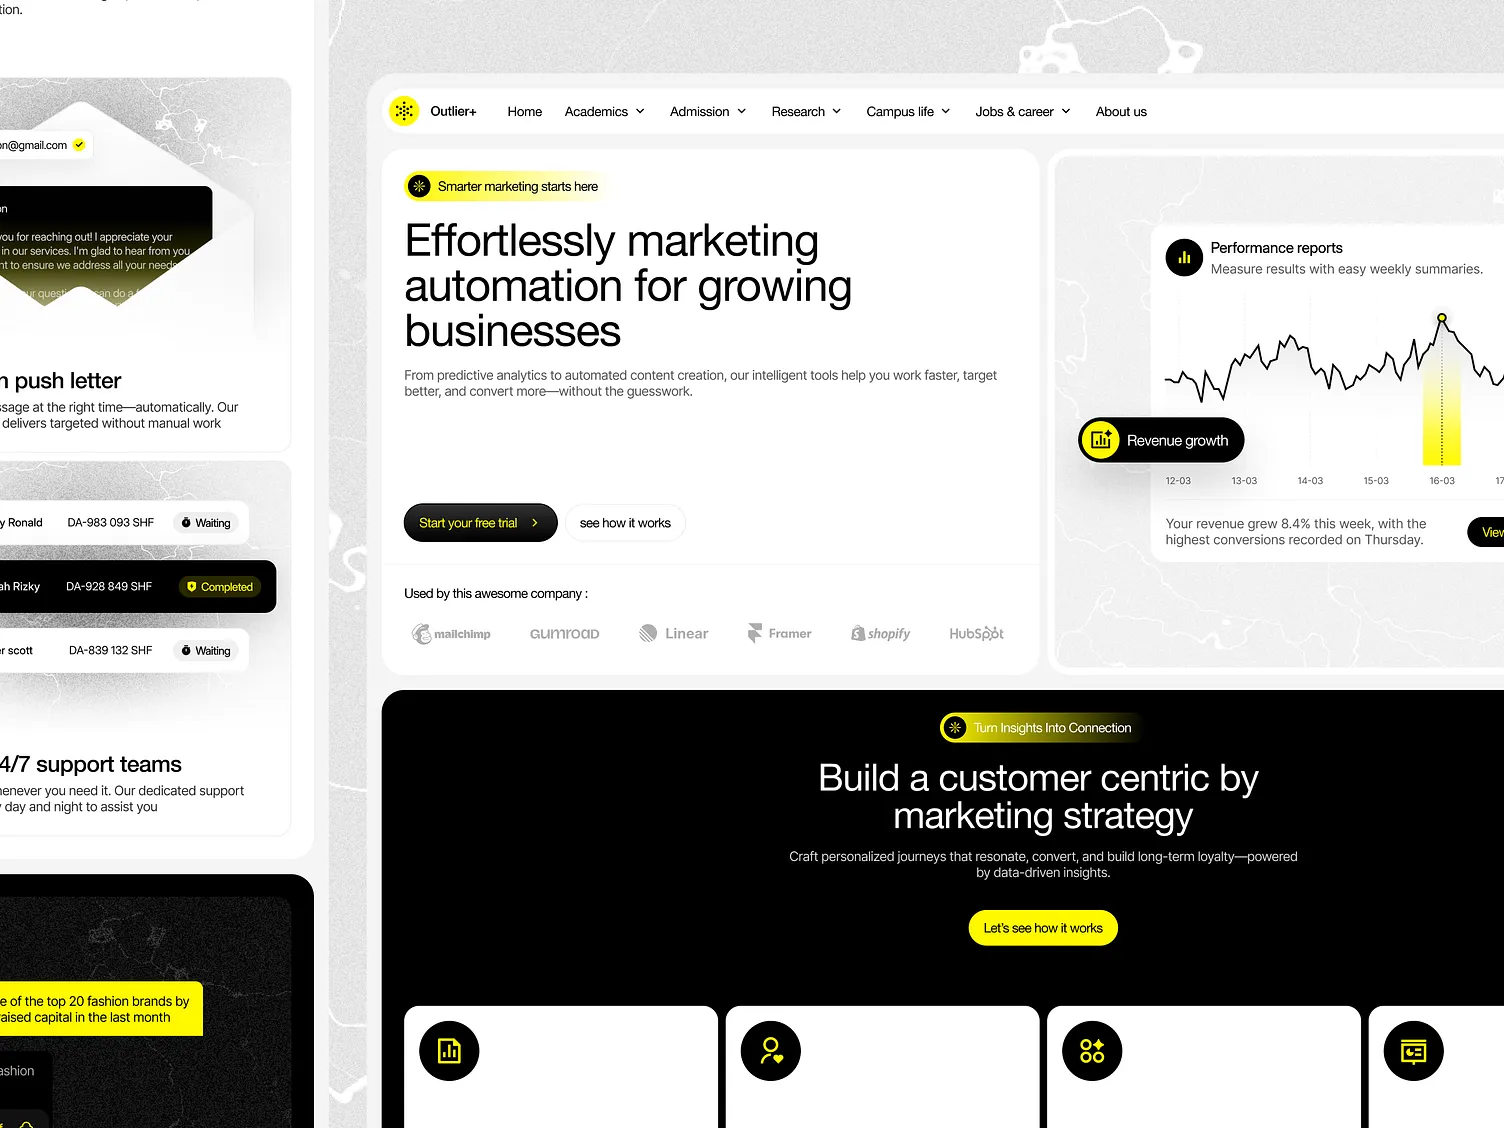 tion.
on@gmail.com
on
you for reaching out! I appreciate your
in our services. I'm glad to hear from you
nt to ensure we address all your needs
ur questi
can do a f
n push letter
ssage at the right time—automatically. Our
delivers targeted without manual work
y Ronald DA-983 093 SHF Waiting
ah Rizky DA-928 849 SHF Completed
er scott DA-839 132 SHF Waiting
4/7 support teams
henever you need it. Our dedicated support
y day and night to assist you
e of the top 20 fashion brands by
raised capital in the last month
ashion
Outlier+ Home Academics Admission Research Campus life Jobs & career About us
Smarter marketing starts here
Effortlessly marketing
automation for growing
businesses
From predictive analytics to automated content creation, our intelligent tools help you work faster, target
better, and convert more—without the guesswork.
Start your free trial
see how it works
Used by this awesome company :
mailchimp GUMROAD Linear Framer shopify HubSpot
Performance reports
Measure results with easy weekly summaries.
Revenue growth
12-03 13-03 14-03 15-03 16-03 17
Your revenue grew 8.4% this week, with the
highest conversions recorded on Thursday.
View
Turn Insights Into Connection
Build a customer centric by
marketing strategy
Craft personalized journeys that resonate, convert, and build long-term loyalty—powered
by data-driven insights.
Let's see how it works